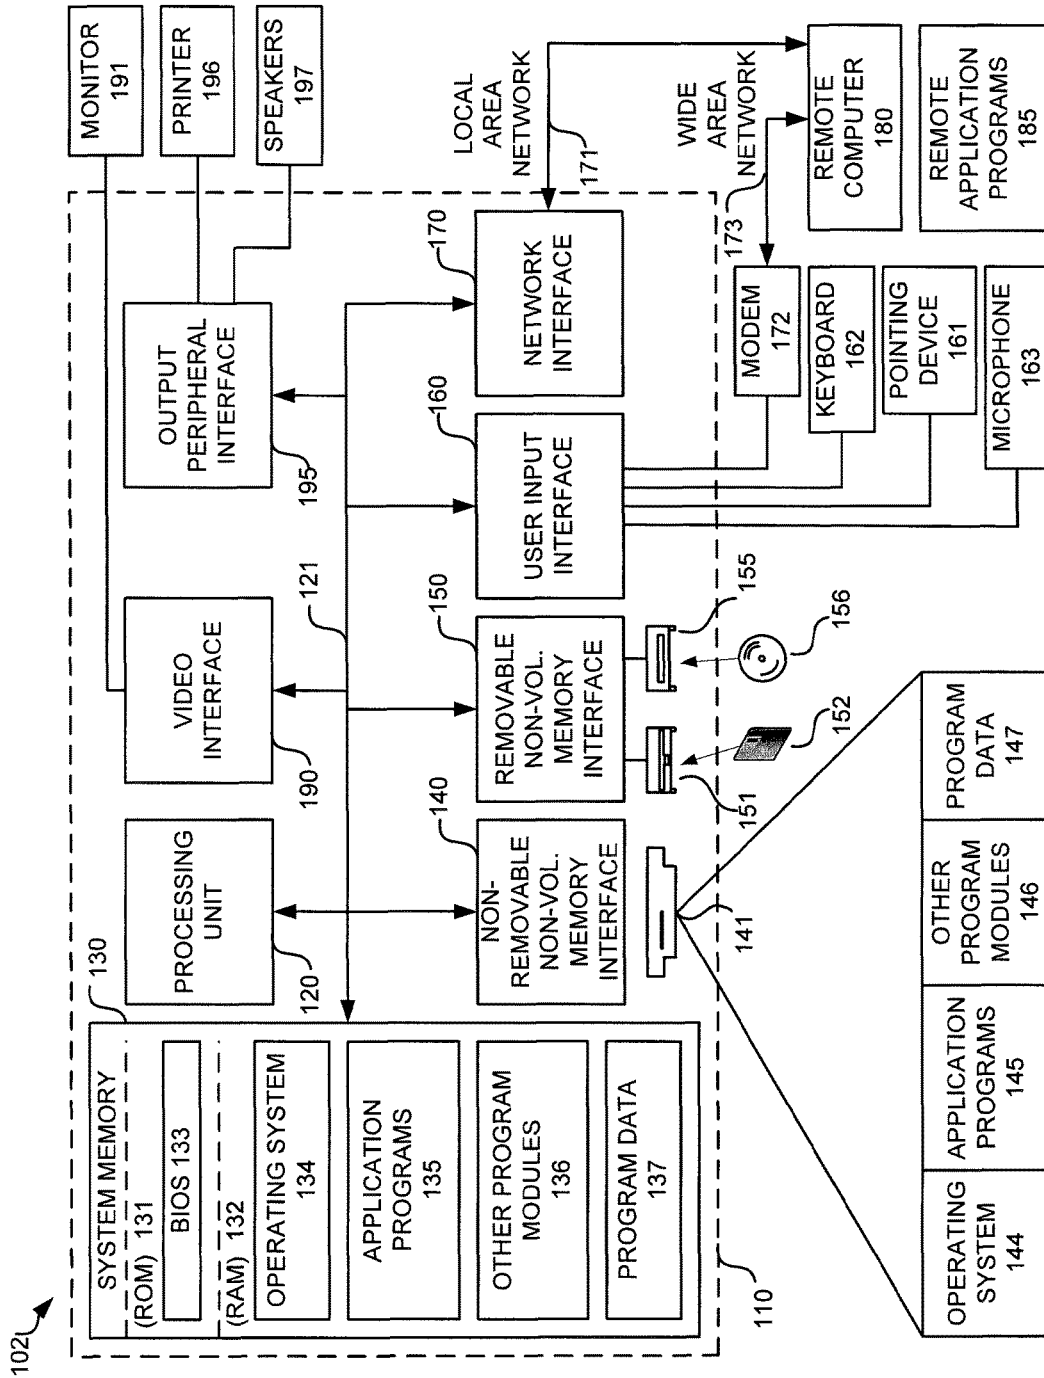 102
SYSTEM MEMORY
(ROM) 131
BIOS 133
(RAM) 132
OPERATING SYSTEM
134
APPLICATION
PROGRAMS
135
OTHER PROGRAM
MODULES
136
PROGRAM DATA
137
110
130
PROCESSING
UNIT
120
VIDEO
INTERFACE
190
121
OUTPUT
PERIPHERAL
INTERFACE
195
MONITOR
191
PRINTER
196
SPEAKERS
197
140
NON-
REMOVABLE
NON-VOL.
MEMORY
INTERFACE
150
REMOVABLE
NON-VOL.
MEMORY
INTERFACE
160
USER INPUT
INTERFACE
170
NETWORK
INTERFACE
LOCAL
AREA
NETWORK
171
141
151
152
155
156
WIDE
AREA
NETWORK
173
MODEM
172
KEYBOARD
162
POINTING
DEVICE
161
MICROPHONE
163
REMOTE
COMPUTER
180
REMOTE
APPLICATION
PROGRAMS
185
OPERATING
SYSTEM
144
APPLICATION
PROGRAMS
145
OTHER
PROGRAM
MODULES
146
PROGRAM
DATA
147